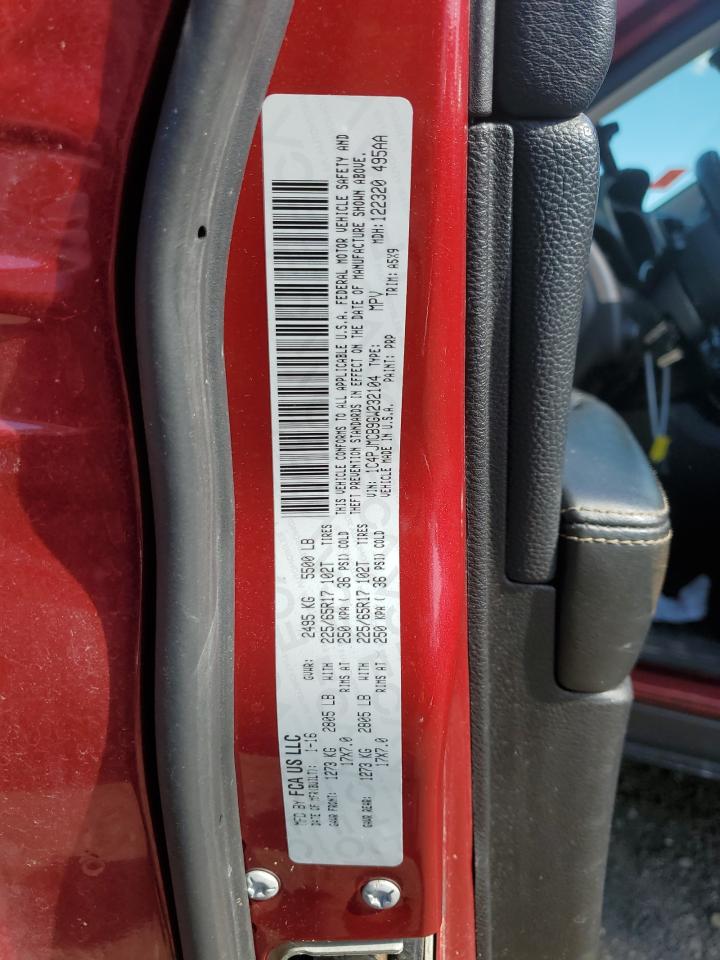 MFD BY FCA US LLC
DATE OF MFR(BUILT): 1-16 GVWR: 2495 KG 5500 LB
GAWR FRONT: 1273 KG 2805 LB WITH 225/65R17 102T TIRES
17X7.0 RIMS AT 250 KPA ( 36 PSI) COLD
GAWR REAR: 1273 KG 2805 LB WITH 225/65R17 102T TIRES
17X7.0 RIMS AT 250 KPA ( 36 PSI) COLD
THIS VEHICLE CONFORMS TO ALL APPLICABLE U.S.A. FEDERAL MOTOR VEHICLE SAFETY AND
THEFT PREVENTION STANDARDS IN EFFECT ON THE DATE OF MANUFACTURE SHOWN ABOVE.
MDH:122320 495AA
VIN: 1C4PJMCB9GW232104 TYPE: MPV
VEHICLE MADE IN U.S.A. PAINT: PRP TRIM: A5X9